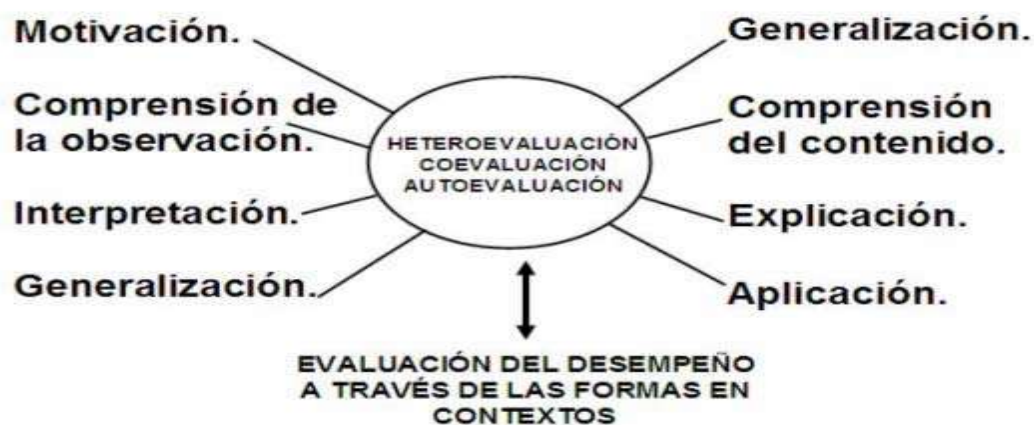 Motivación.
Comprensión de
la observación.
Interpretación.
Generalización.
HETEROEVALUACIÓN
COEVALUACIÓN
AUTOEVALUACIÓN
Generalización.
Comprensión
del contenido.
Explicación.
Aplicación.
EVALUACIÓN DEL DESEMPEÑO
A TRAVÉS DE LAS FORMAS EN
CONTEXTOS